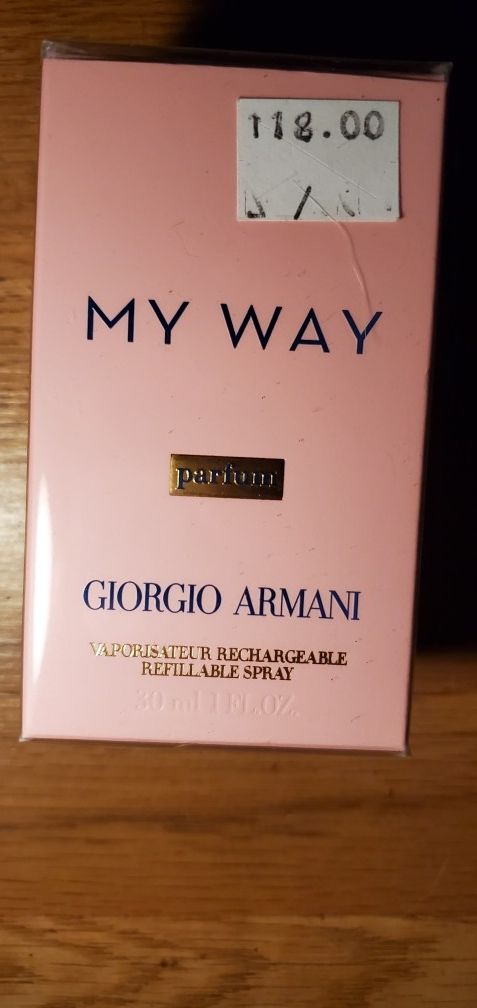 118.00
MY WAY
parfum
GIORGIO ARMANI
VAPORISATEUR RECHARGEABLE
REFILLABLE SPRAY
30 ml 1 FL.OZ.